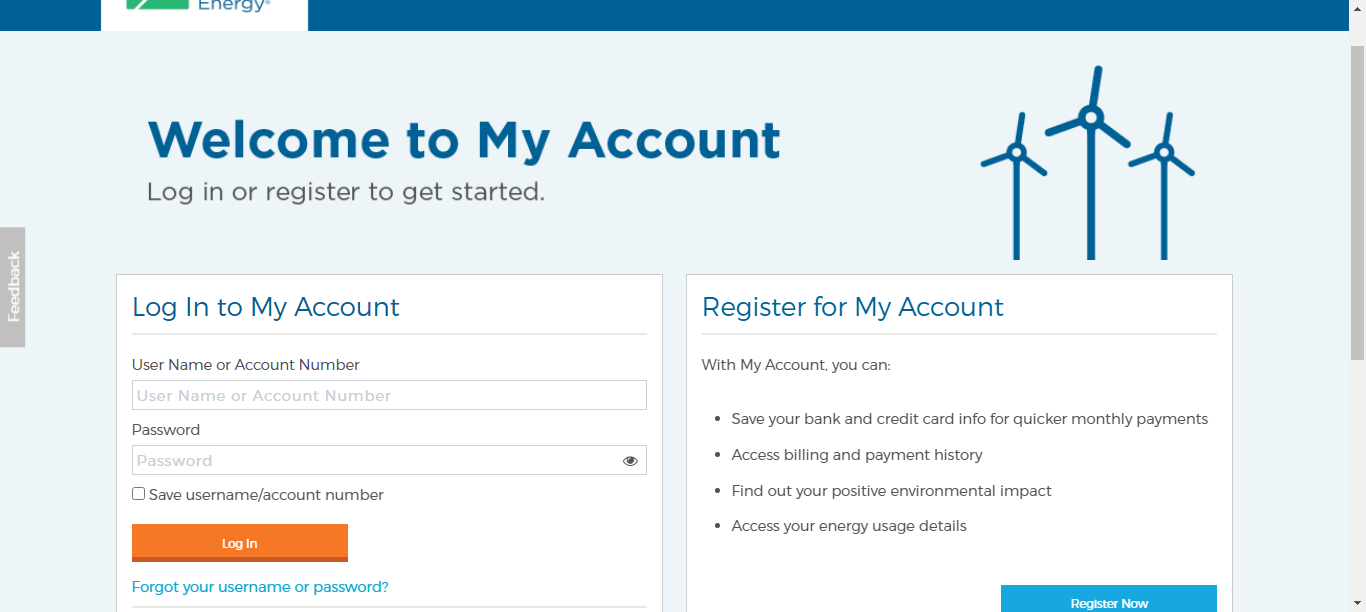 Energy®
Welcome to My Account
Log in or register to get started.
Feedback
Log In to My Account
User Name or Account Number
User Name or Account Number
Password
Password
Save username/account number
Log In
Forgot your username or password?
Register for My Account
With My Account, you can:
• Save your bank and credit card info for quicker monthly payments
• Access billing and payment history
• Find out your positive environmental impact
• Access your energy usage details
Register Now